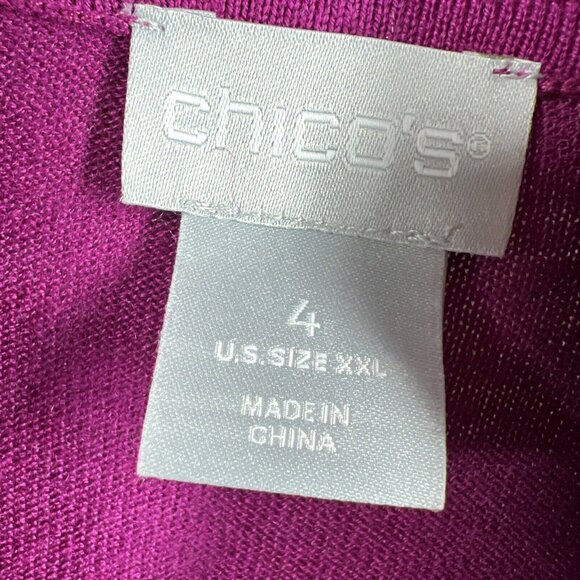 chico's®
4
U.S. SIZE XXL
MADE IN
CHINA